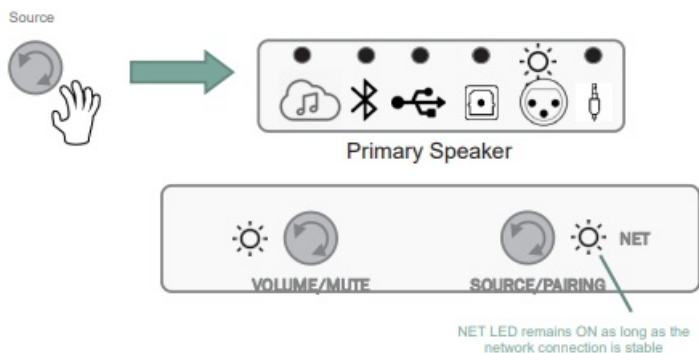 Source
Primary Speaker
NET
VOLUME/MUTE
SOURCE/PAIRING
NET LED remains ON as long as the
network connection is stable